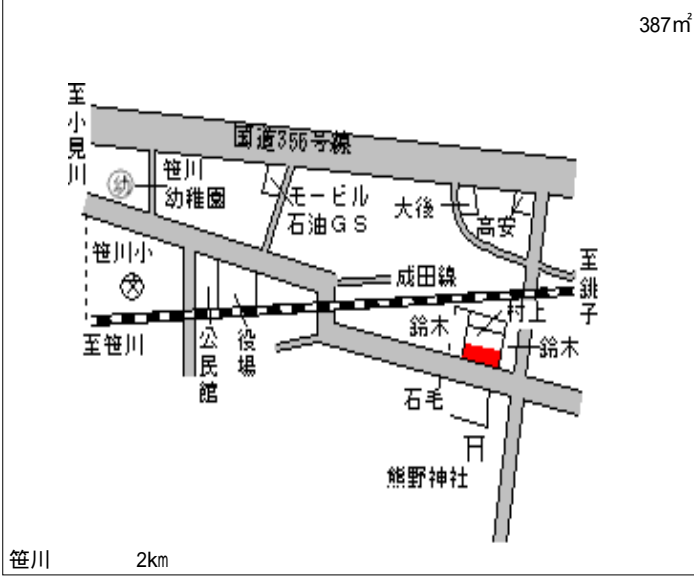 387㎡
至小見川
国道356号線
笹川
幼稚園
幼
モービル
石油GS
大後
高安
笹川小
文
成田線
至銚子
村上
鈴木
鈴木
至笹川
公民館
役場
石毛
熊野神社
笹川 2km